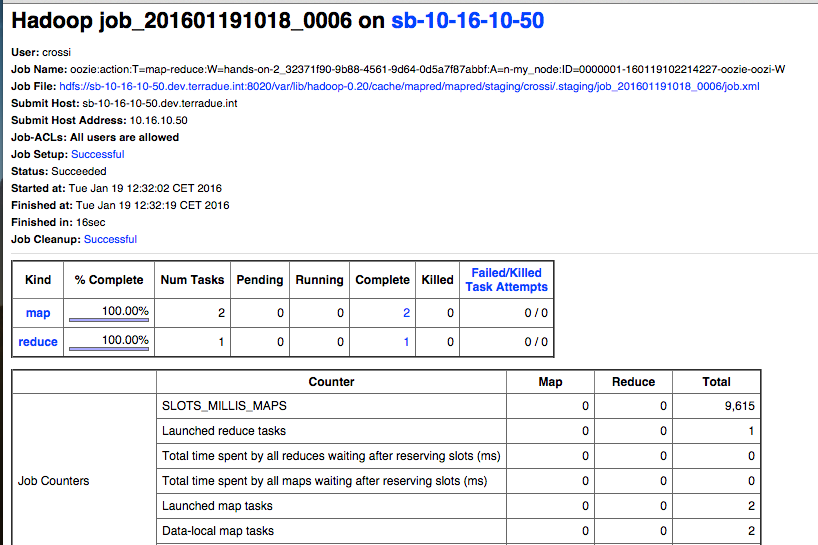 Hadoop job_201601191018_0006 on sb-10-16-10-50
User: crossi
Job Name: oozie:action:T=map-reduce:W=hands-on-2_32371f90-9b88-4561-9d64-0d5a7f87abbf:A=n-my_node:ID=0000001-160119102214227-oozie-oozi-W
Job File: hdfs://sb-10-16-10-50.dev.terradue.int:8020/var/lib/hadoop-0.20/cache/mapred/mapred/staging/crossi/.staging/job_201601191018_0006/job.xml
Submit Host: sb-10-16-10-50.dev.terradue.int
Submit Host Address: 10.16.10.50
Job-ACLs: All users are allowed
Job Setup: Successful
Status: Succeeded
Started at: Tue Jan 19 12:32:02 CET 2016
Finished at: Tue Jan 19 12:32:19 CET 2016
Finished in: 16sec
Job Cleanup: Successful
Kind % Complete Num Tasks Pending Running Complete Killed Failed/Killed Task Attempts
map 100.00% 2 0 0 2 0 0 / 0
reduce 100.00% 1 0 0 1 0 0 / 0
Counter Map Reduce Total
Job Counters
SLOTS_MILLIS_MAPS 0 0 9,615
Launched reduce tasks 0 0 1
Total time spent by all reduces waiting after reserving slots (ms) 0 0 0
Total time spent by all maps waiting after reserving slots (ms) 0 0 0
Launched map tasks 0 0 2
Data-local map tasks 0 0 2